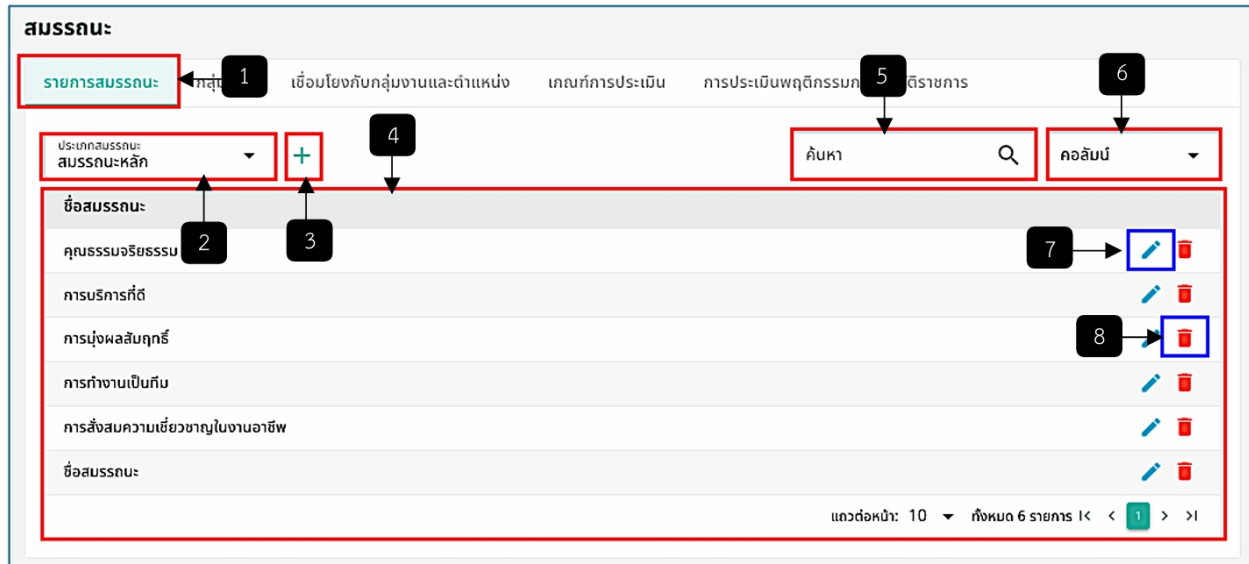 สมรรถนะ
รายการสมรรถนะ 1 เชื่อมโยงกับกลุ่มงานและตำแหน่ง เกณฑ์การประเมิน 5 6
4
ประเภทสมรรถนะ
สมรรถนะหลัก + ค้นหา คอลัมน์
ชื่อสมรรถนะ
คุณธรรมจริยธรรม 2 3 7
การบริการที่ดี
การมุ่งผลสัมฤทธิ์ 8
การทำงานเป็นทีม
การสั่งสมความเชี่ยวชาญในงานอาชีพ
ชื่อสมรรถนะ
แถวต่อหน้า: 10 ทั้งหมด 6 รายการ 1